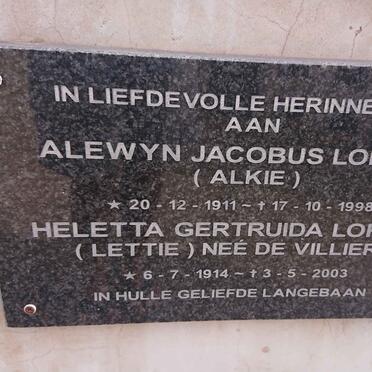 IN LIEFDEVOLLE HERINNE
AAN
ALEWYN JACOBUS LO
( ALKIE )
★ 20 - 12 - 1911 ~ † 17 - 10 - 1998
HELETTA GERTRUIDA LO
( LETTIE ) NEÉ DE VILLIER
★ 6 - 7 - 1914 ~ † 3 - 5 - 2003
IN HULLE GELIEFDE LANGEBAAN